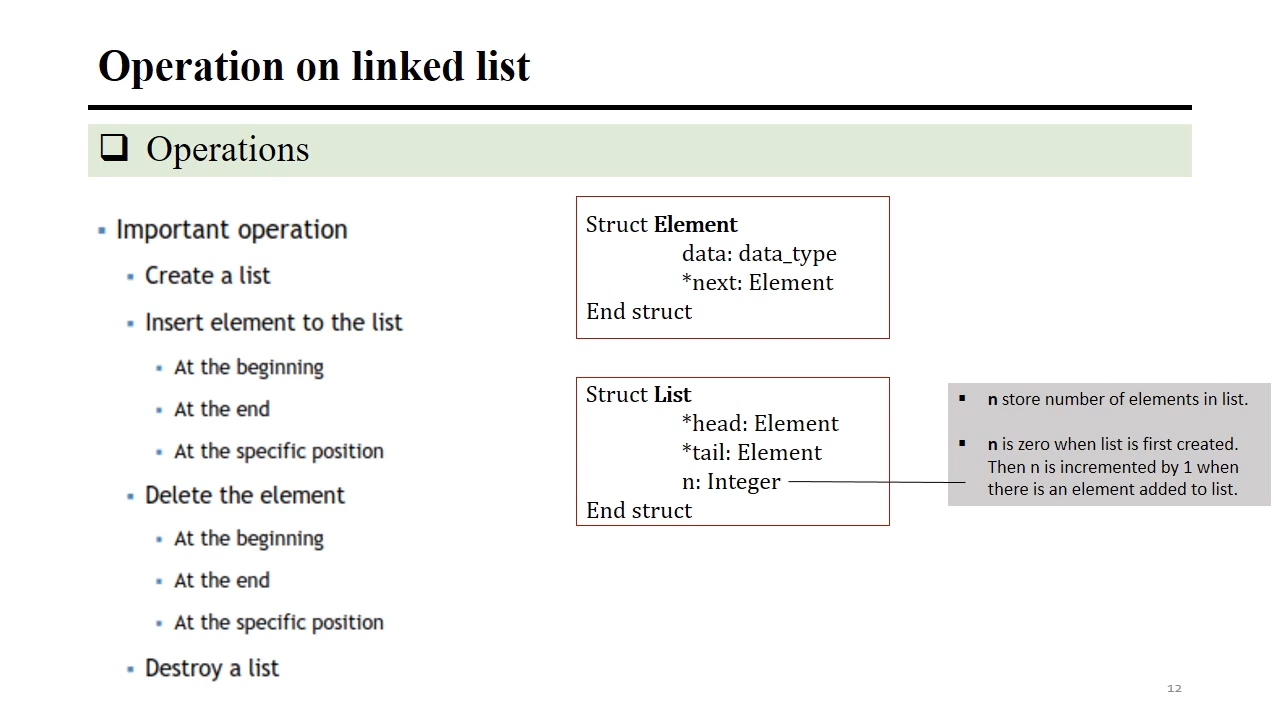 Operation on linked list
❑ Operations
▪ Important operation
▪ Create a list
▪ Insert element to the list
▪ At the beginning
▪ At the end
▪ At the specific position
▪ Delete the element
▪ At the beginning
▪ At the end
▪ At the specific position
▪ Destroy a list
Struct Element
data: data_type
*next: Element
End struct
Struct List
*head: Element
*tail: Element
n: Integer
End struct
▪ n store number of elements in list.
▪ n is zero when list is first created.
Then n is incremented by 1 when
there is an element added to list.
12